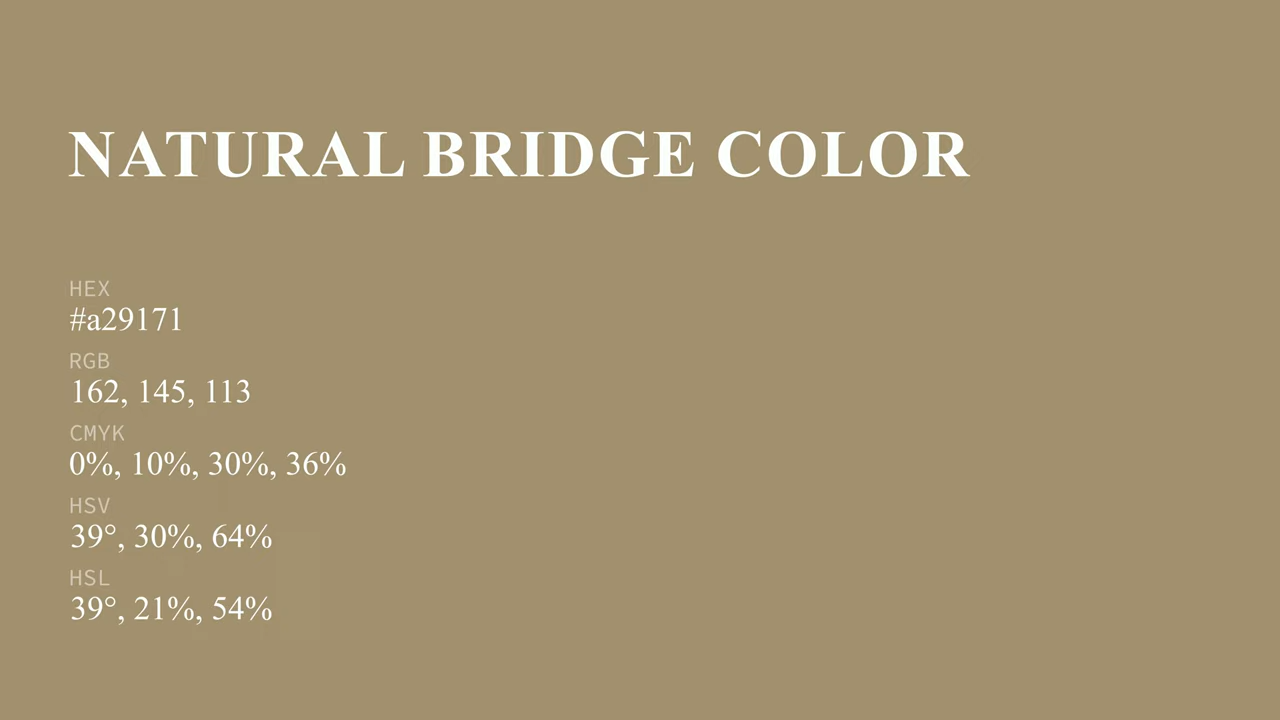 NATURAL BRIDGE COLOR
HEX
#a29171
RGB
162, 145, 113
CMYK
0%, 10%, 30%, 36%
HSV
39°, 30%, 64%
HSL
39°, 21%, 54%